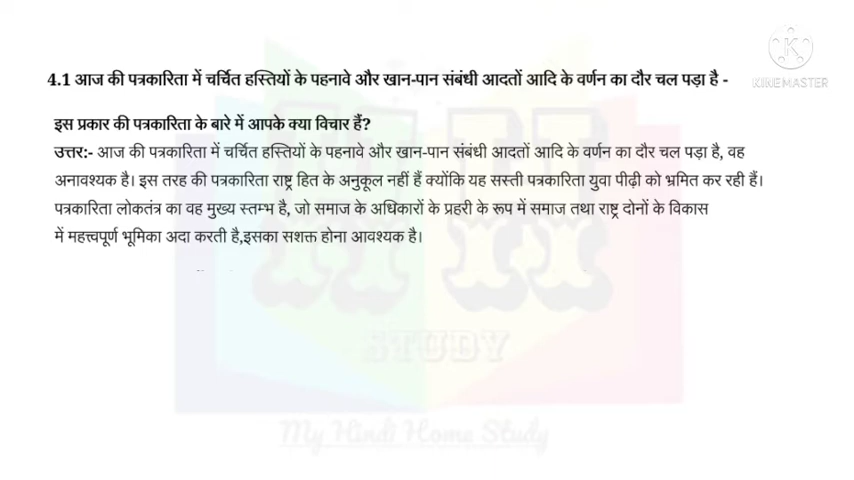 KINEMASTER
4.1 आज की पत्रकारिता में चर्चित हस्तियों के पहनावे और खान-पान संबंधी आदतों आदि के वर्णन का दौर चल पड़ा है -
इस प्रकार की पत्रकारिता के बारे में आपके क्या विचार हैं?
उत्तर:- आज की पत्रकारिता में चर्चित हस्तियों के पहनावे और खान-पान संबंधी आदतों आदि के वर्णन का दौर चल पड़ा है, वह
अनावश्यक है। इस तरह की पत्रकारिता राष्ट्र हित के अनुकूल नहीं हैं क्योंकि यह सस्ती पत्रकारिता युवा पीढ़ी को भ्रमित कर रही हैं।
पत्रकारिता लोकतंत्र का वह मुख्य स्तम्भ है, जो समाज के अधिकारों के प्रहरी के रूप में समाज तथा राष्ट्र दोनों के विकास
में महत्त्वपूर्ण भूमिका अदा करती है,इसका सशक्त होना आवश्यक है।
STUDY
My Hindi Home Study